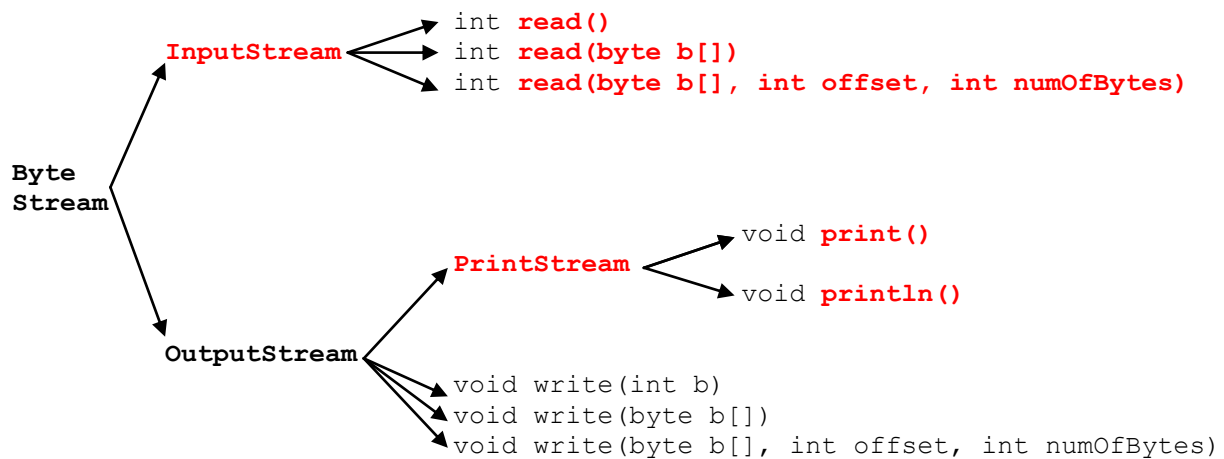 int read()
InputStream
int read(byte b[])
int read(byte b[], int offset, int numOfBytes)
Byte
Stream
void print()
PrintStream
void println()
OutputStream
void write(int b)
void write(byte b[])
void write(byte b[], int offset, int numOfBytes)